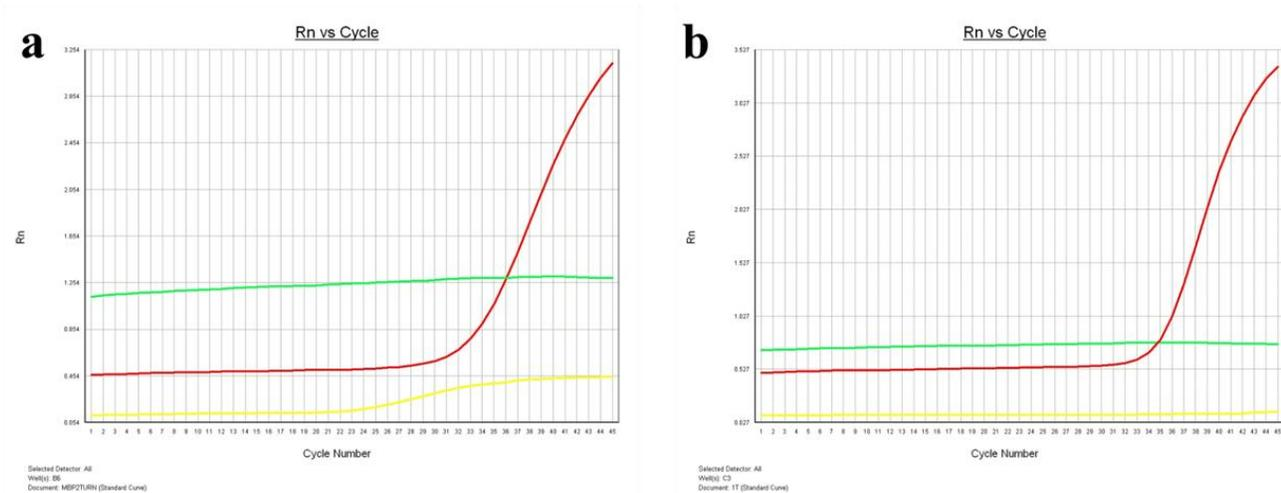 a
Rn vs Cycle
3.254
2.854
2.454
2.054
1.654
1.254
0.854
0.454
0.054
Rn
1 2 3 4 5 6 7 8 9 10 11 12 13 14 15 16 17 18 19 20 21 22 23 24 25 26 27 28 29 30 31 32 33 34 35 36 37 38 39 40 41 42 43 44 45
Cycle Number
Selected Detector: All
Well(s): B6
Document: MBP2TURN (Standard Curve)
b
Rn vs Cycle
3.527
3.027
2.527
2.027
1.527
1.027
0.527
0.027
Rn
1 2 3 4 5 6 7 8 9 10 11 12 13 14 15 16 17 18 19 20 21 22 23 24 25 26 27 28 29 30 31 32 33 34 35 36 37 38 39 40 41 42 43 44 45
Cycle Number
Selected Detector: All
Well(s): C3
Document: 1T (Standard Curve)